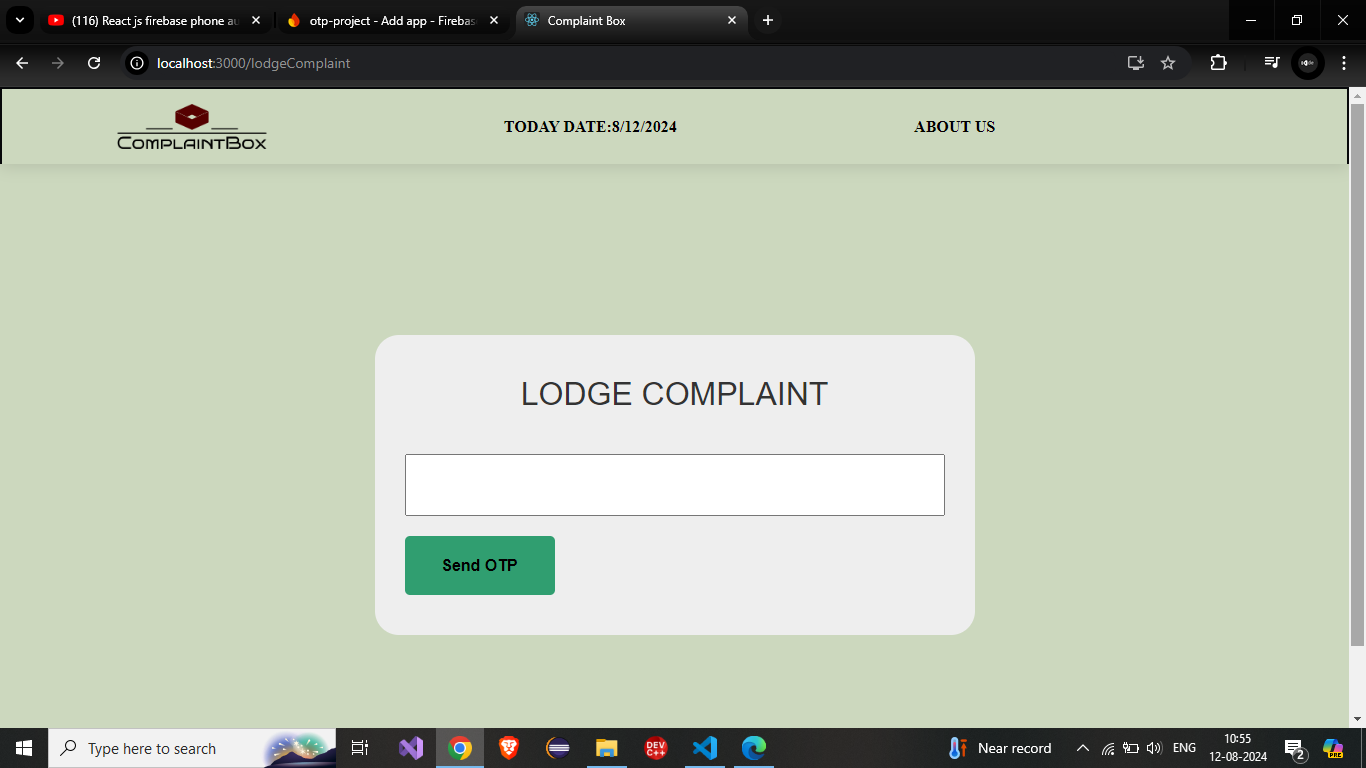 (116) React js firebase phone au
otp-project - Add app - Firebas
Complaint Box
localhost:3000/lodgeComplaint
COMPLAINTBOX
TODAY DATE:8/12/2024
ABOUT US
LODGE COMPLAINT
Send OTP
Type here to search
DEV
C++
Near record
ENG
10:55
12-08-2024
2
PRE